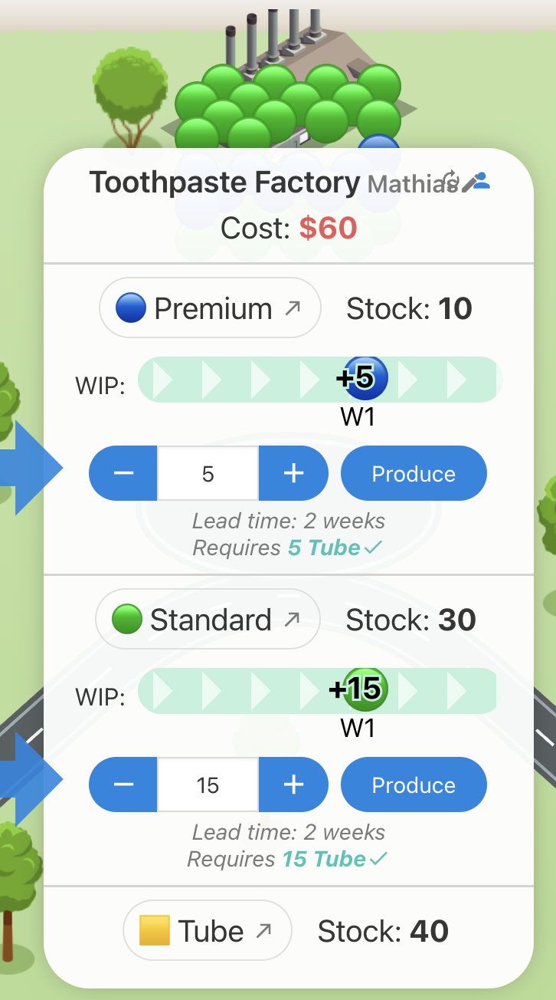 Toothpaste Factory Mathias
Cost: $60
Premium ↗ Stock: 10
WIP: +5
W1
− 5 + Produce
Lead time: 2 weeks
Requires 5 Tube ✓
Standard ↗ Stock: 30
WIP: +15
W1
− 15 + Produce
Lead time: 2 weeks
Requires 15 Tube ✓
Tube ↗ Stock: 40